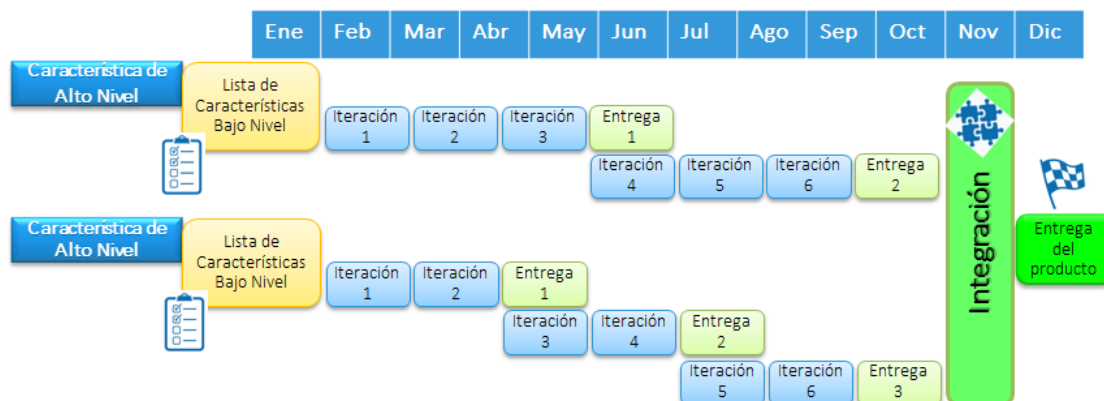 Ene Feb Mar Abr May Jun Jul Ago Sep Oct Nov Dic
Característica de
Alto Nivel
Lista de
Características
Bajo Nivel
Iteración
1
Iteración
2
Iteración
3
Entrega
1
Iteración
4
Iteración
5
Iteración
6
Entrega
2
Característica de
Alto Nivel
Lista de
Características
Bajo Nivel
Iteración
1
Iteración
2
Entrega
1
Iteración
3
Iteración
4
Entrega
2
Iteración
5
Iteración
6
Entrega
3
Integración
Entrega
del
producto